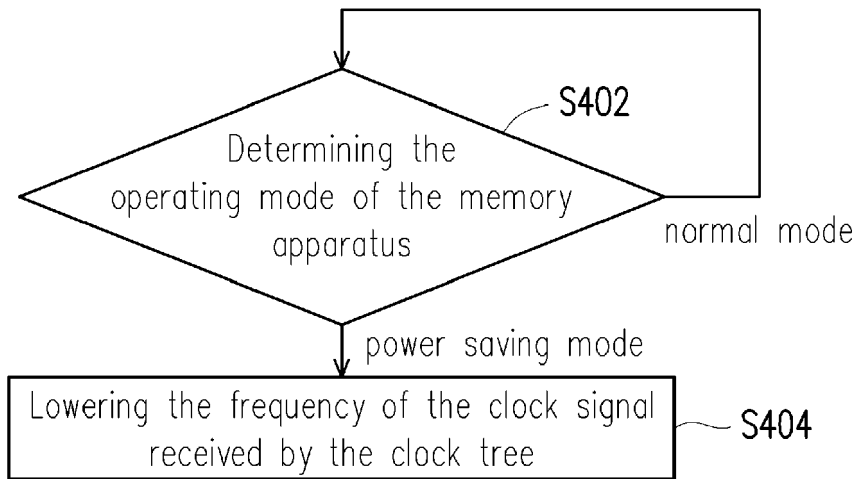 S402
Determining the
operating mode of the memory
apparatus
normal mode
power saving mode
Lowering the frequency of the clock signal
received by the clock tree
S404